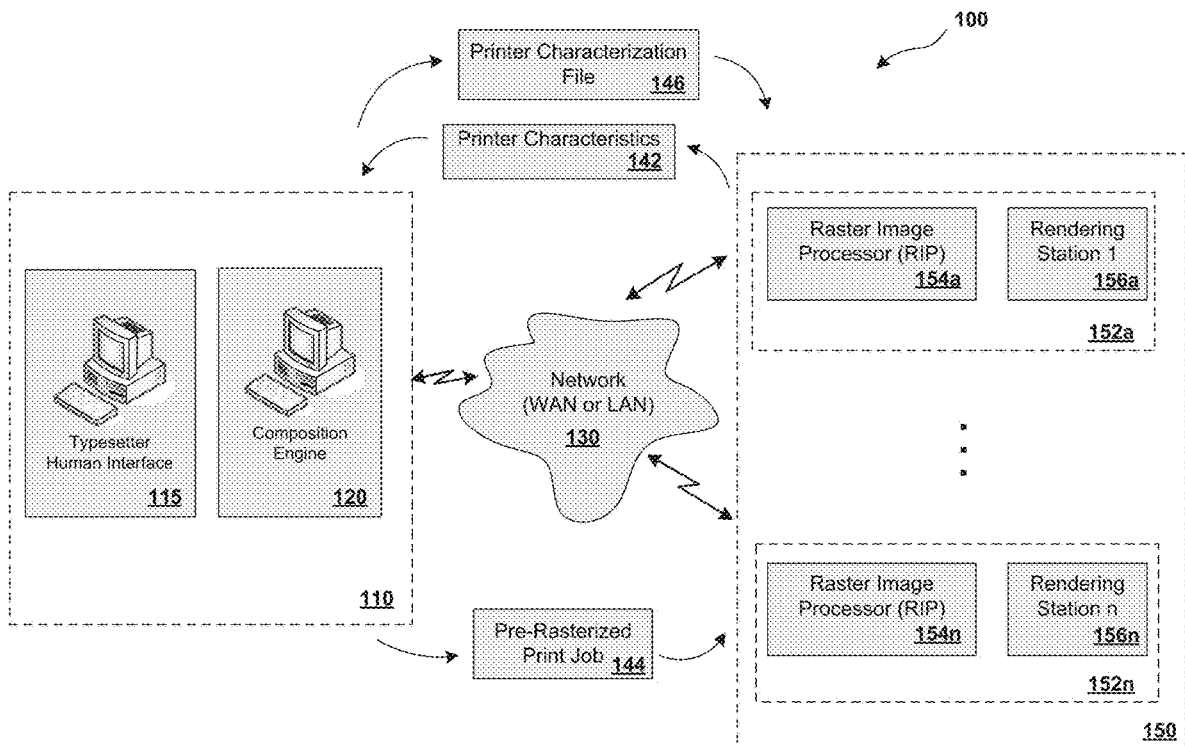 100
Printer Characterization
File
146
Printer Characteristics
142
Raster Image
Processor (RIP)
154a
Rendering
Station 1
156a
152a
Typesetter
Human Interface
115
Composition
Engine
120
110
Network
(WAN or LAN)
130
Raster Image
Processor (RIP)
154n
Rendering
Station n
156n
152n
Pre-Rasterized
Print Job
144
150